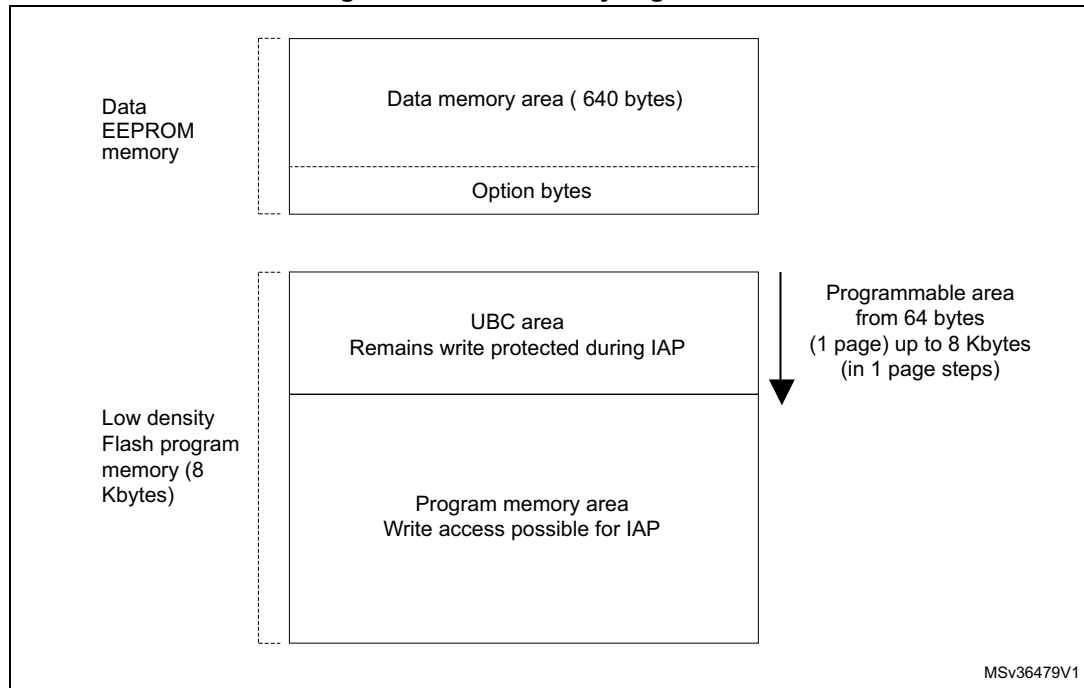 Data
EEPROM
memory
Data memory area ( 640 bytes)
Option bytes
UBC area
Remains write protected during IAP
Programmable area
from 64 bytes
(1 page) up to 8 Kbytes
(in 1 page steps)
Low density
Flash program
memory (8
Kbytes)
Program memory area
Write access possible for IAP
MSv36479V1